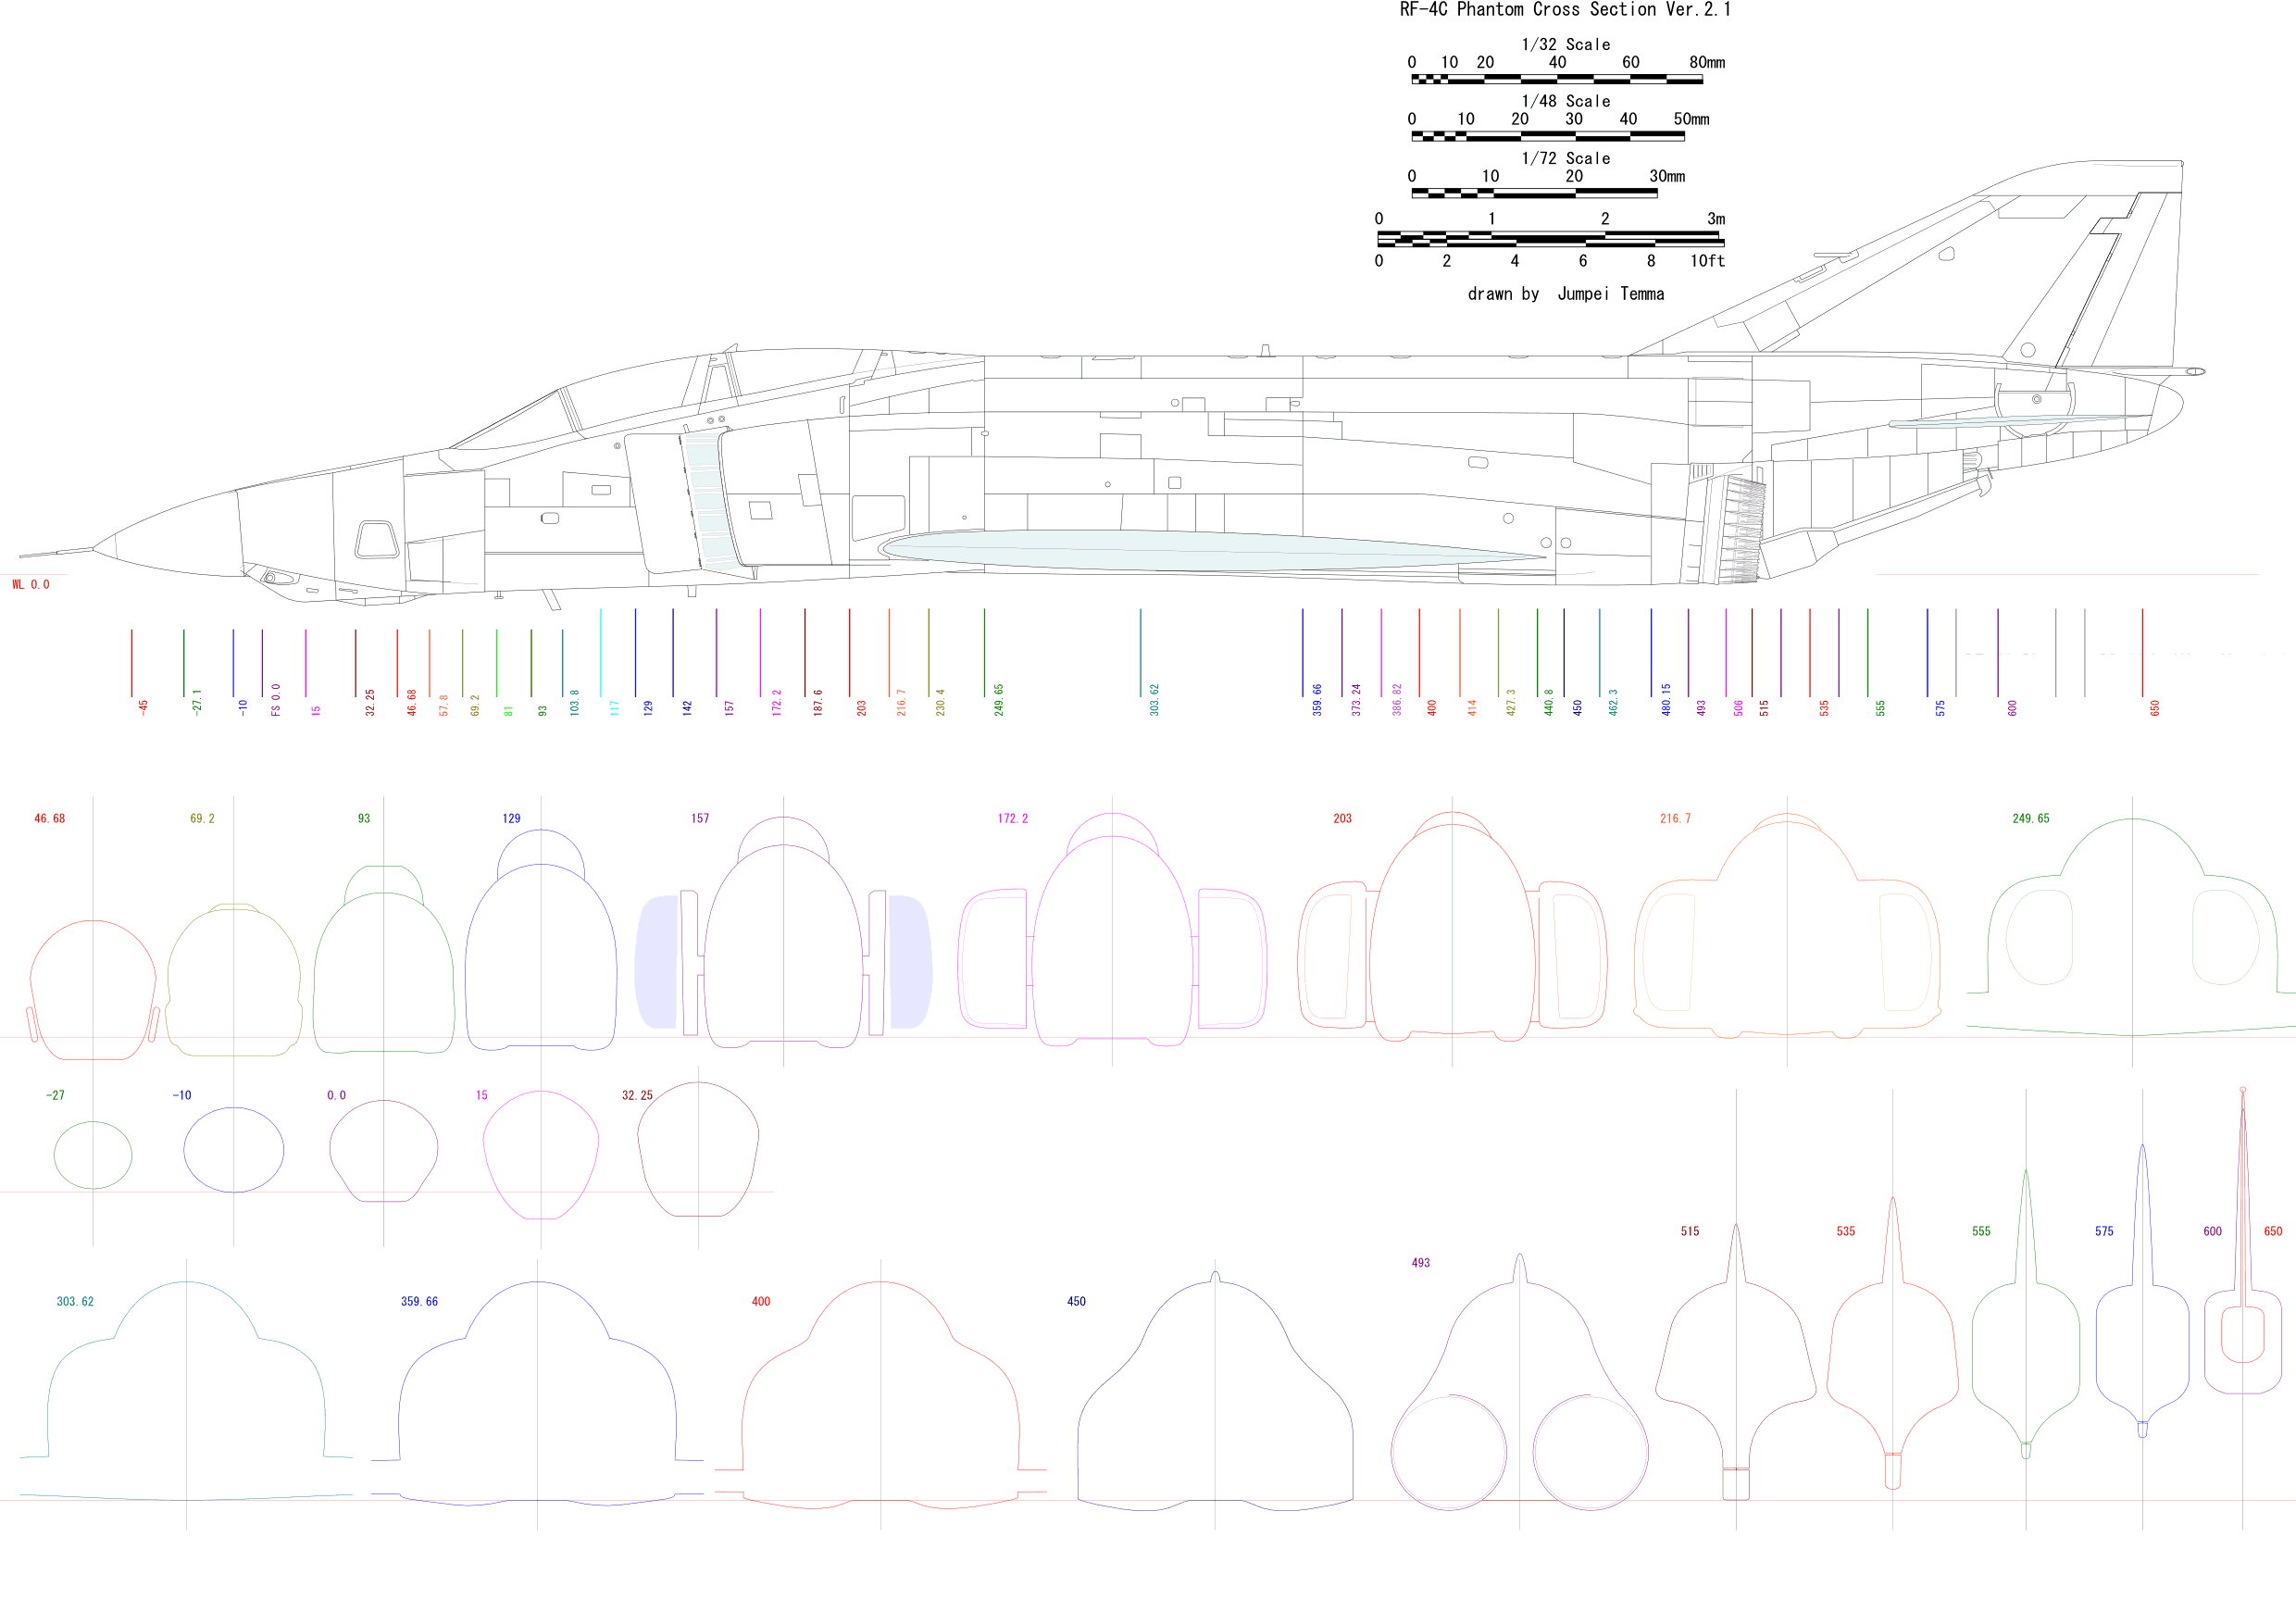 RF-4C Phantom Cross Section Ver.2.1
1/32 Scale
0 10 20 40 60 80mm
1/48 Scale
0 10 20 30 40 50mm
1/72 Scale
0 10 20 30mm
0 1 2 3m
0 2 4 6 8 10ft
drawn by Jumpei Temma
WL 0.0
-45 -27.1 -10 FS 0.0 15 32.25 46.68 57.8 69.2 81 93 103.8 117 129 142 157 172.2 187.6 203 216.7 230.4 249.65 303.62 359.66 373.24 386.82 400 414 427.3 440.8 450 462.3 480.15 493 506 515 535 555 575 600 650
46.68 69.2 93 129 157 172.2 203 216.7 249.65
-27 -10 0.0 15 32.25
515 535 555 575 600 650
493
303.62 359.66 400 450